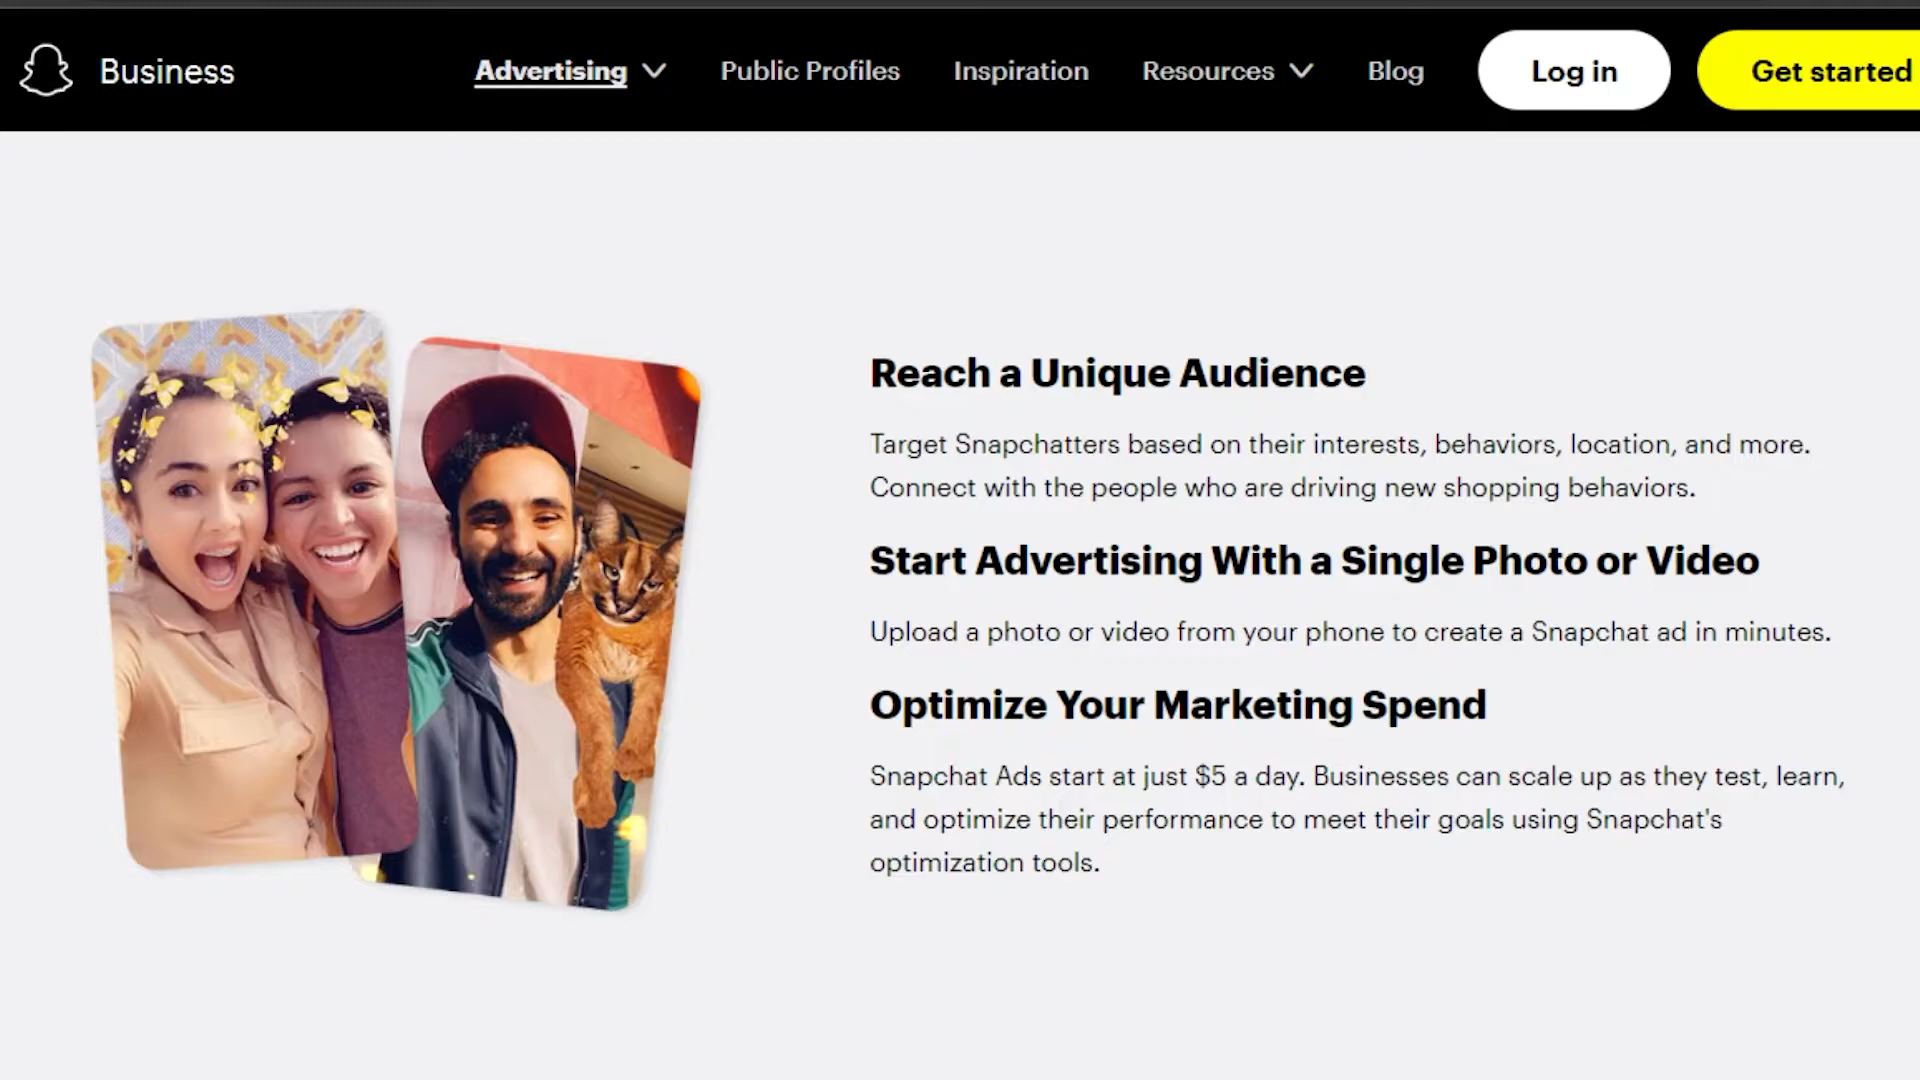 Business
Advertising
Public Profiles
Inspiration
Resources
Blog
Log in
Get started
Reach a Unique Audience
Target Snapchatters based on their interests, behaviors, location, and more.
Connect with the people who are driving new shopping behaviors.
Start Advertising With a Single Photo or Video
Upload a photo or video from your phone to create a Snapchat ad in minutes.
Optimize Your Marketing Spend
Snapchat Ads start at just $5 a day. Businesses can scale up as they test, learn,
and optimize their performance to meet their goals using Snapchat's
optimization tools.